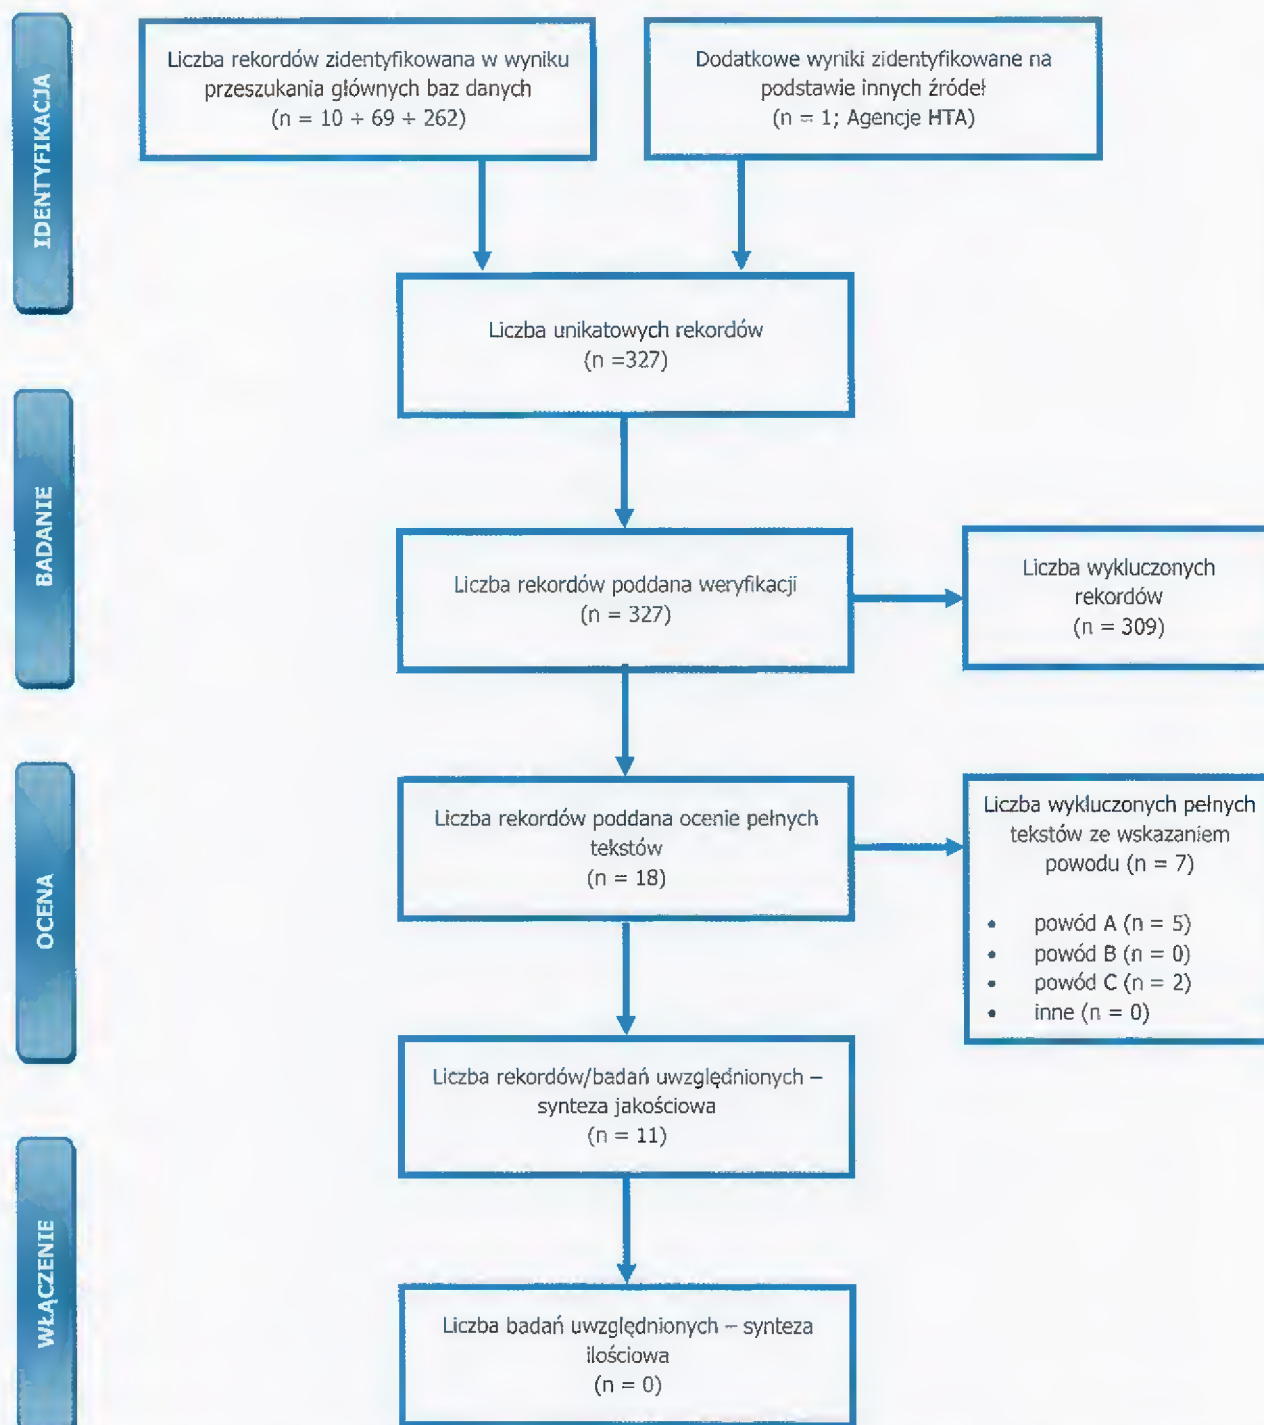 IDENTYFIKACJA
Liczba rekordów zidentyfikowana w wyniku
przeszukania głównych baz danych
(n = 10 + 69 + 262)
Dodatkowe wyniki zidentyfikowane na
podstawie innych źródeł
(n = 1; Agencje HTA)
Liczba unikatowych rekordów
(n =327)
BADANIE
Liczba rekordów poddana weryfikacji
(n = 327)
Liczba wykluczonych
rekordów
(n = 309)
OCENA
Liczba rekordów poddana ocenie pełnych
tekstów
(n = 18)
Liczba wykluczonych pełnych
tekstów ze wskazaniem
powodu (n = 7)
• powód A (n = 5)
• powód B (n = 0)
• powód C (n = 2)
• inne (n = 0)
Liczba rekordów/badań uwzględnionych –
synteza jakościowa
(n = 11)
WŁĄCZENIE
Liczba badań uwzględnionych – synteza
ilościowa
(n = 0)